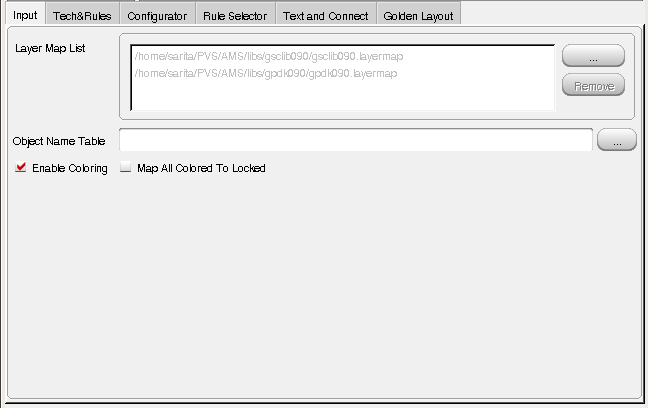 Input Tech&Rules Configurator Rule Selector Text and Connect Golden Layout
Layer Map List
/home/sarita/PVS/AMS/libs/gsclib090/gsclib090.layermap
...
/home/sarita/PVS/AMS/libs/gpdk090/gpdk090.layermap
Remove
Object Name Table
...
Enable Coloring Map All Colored To Locked